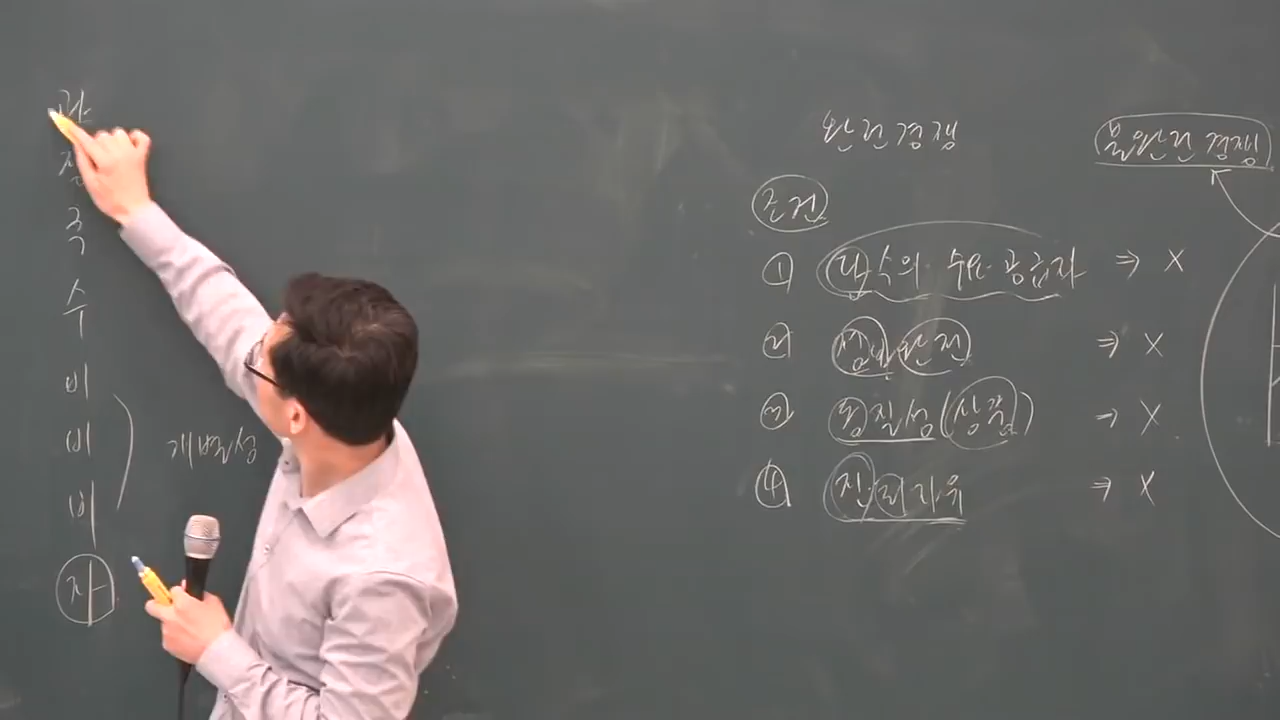 국
수
비
비
비
자
개별성
완전경쟁
불완전 경쟁
조건
① 다수의 수요·공급자 ⇒ X
② 정보완전 ⇒ X
③ 동질성(상품) ⇒ X
④ 진·퇴자유 ⇒ X